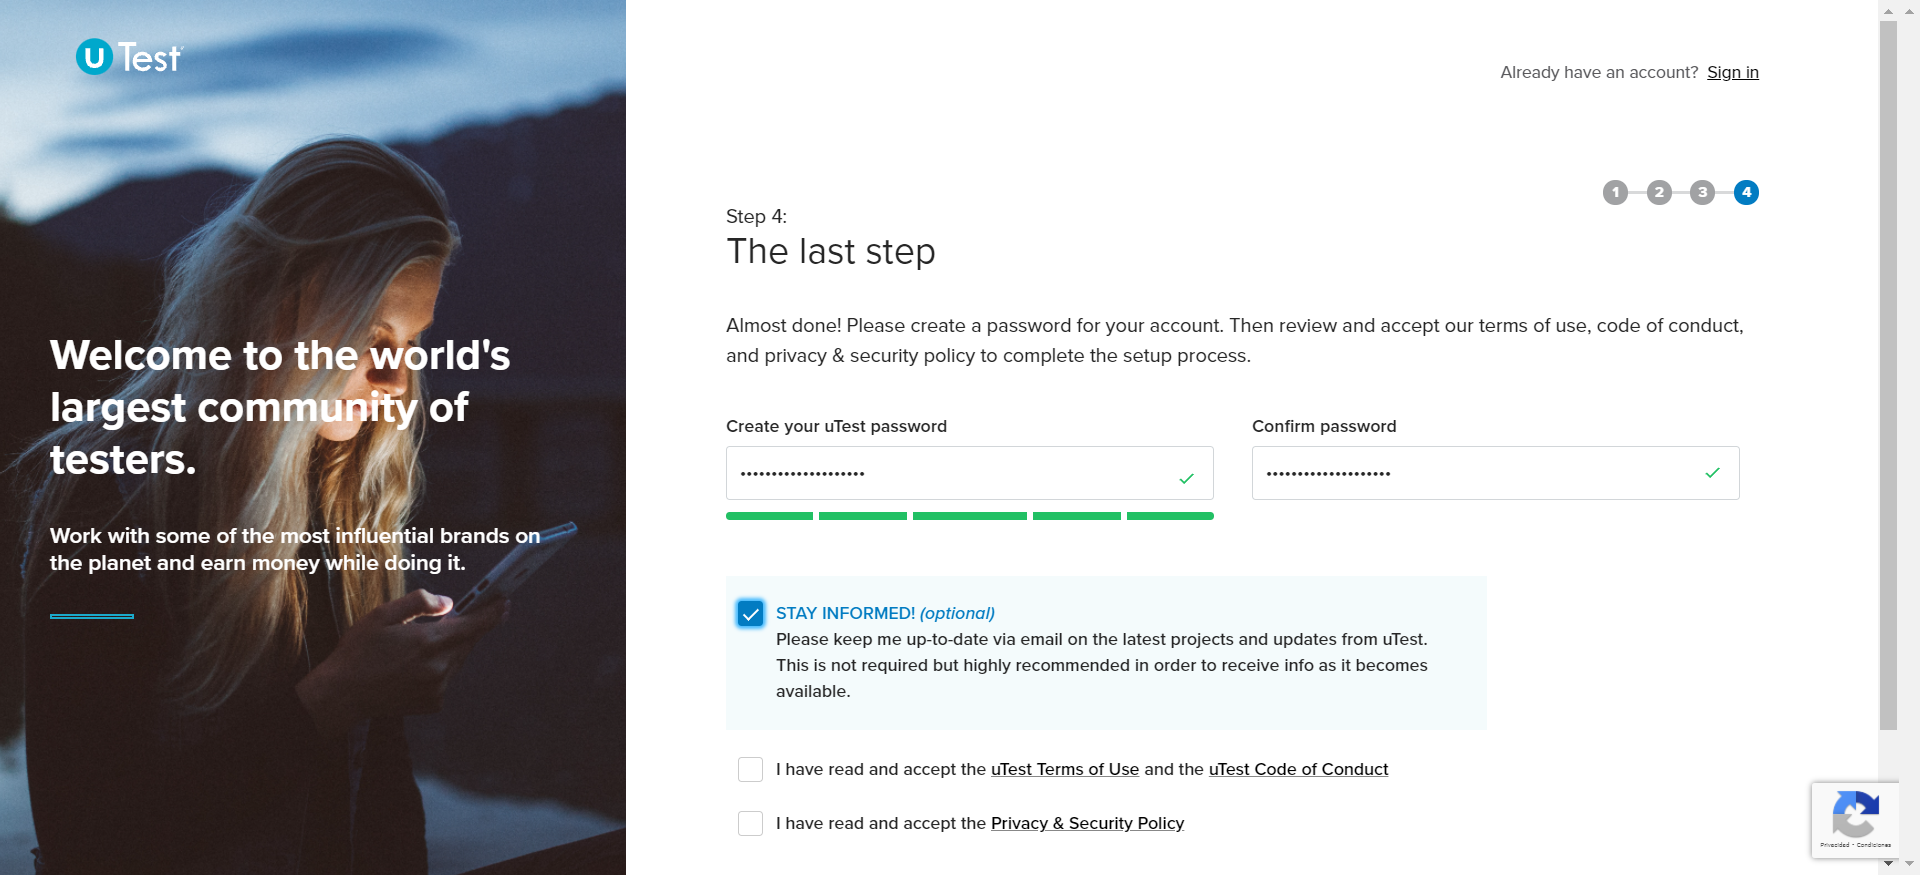 uTest
Welcome to the world's
largest community of
testers.
Work with some of the most influential brands on
the planet and earn money while doing it.
Already have an account? Sign in
1 2 3 4
Step 4:
The last step
Almost done! Please create a password for your account. Then review and accept our terms of use, code of conduct,
and privacy & security policy to complete the setup process.
Create your uTest password
••••••••••••••••••••
Confirm password
••••••••••••••••••••
STAY INFORMED! (optional)
Please keep me up-to-date via email on the latest projects and updates from uTest.
This is not required but highly recommended in order to receive info as it becomes
available.
I have read and accept the uTest Terms of Use and the uTest Code of Conduct
I have read and accept the Privacy & Security Policy
Privacidad - Condiciones